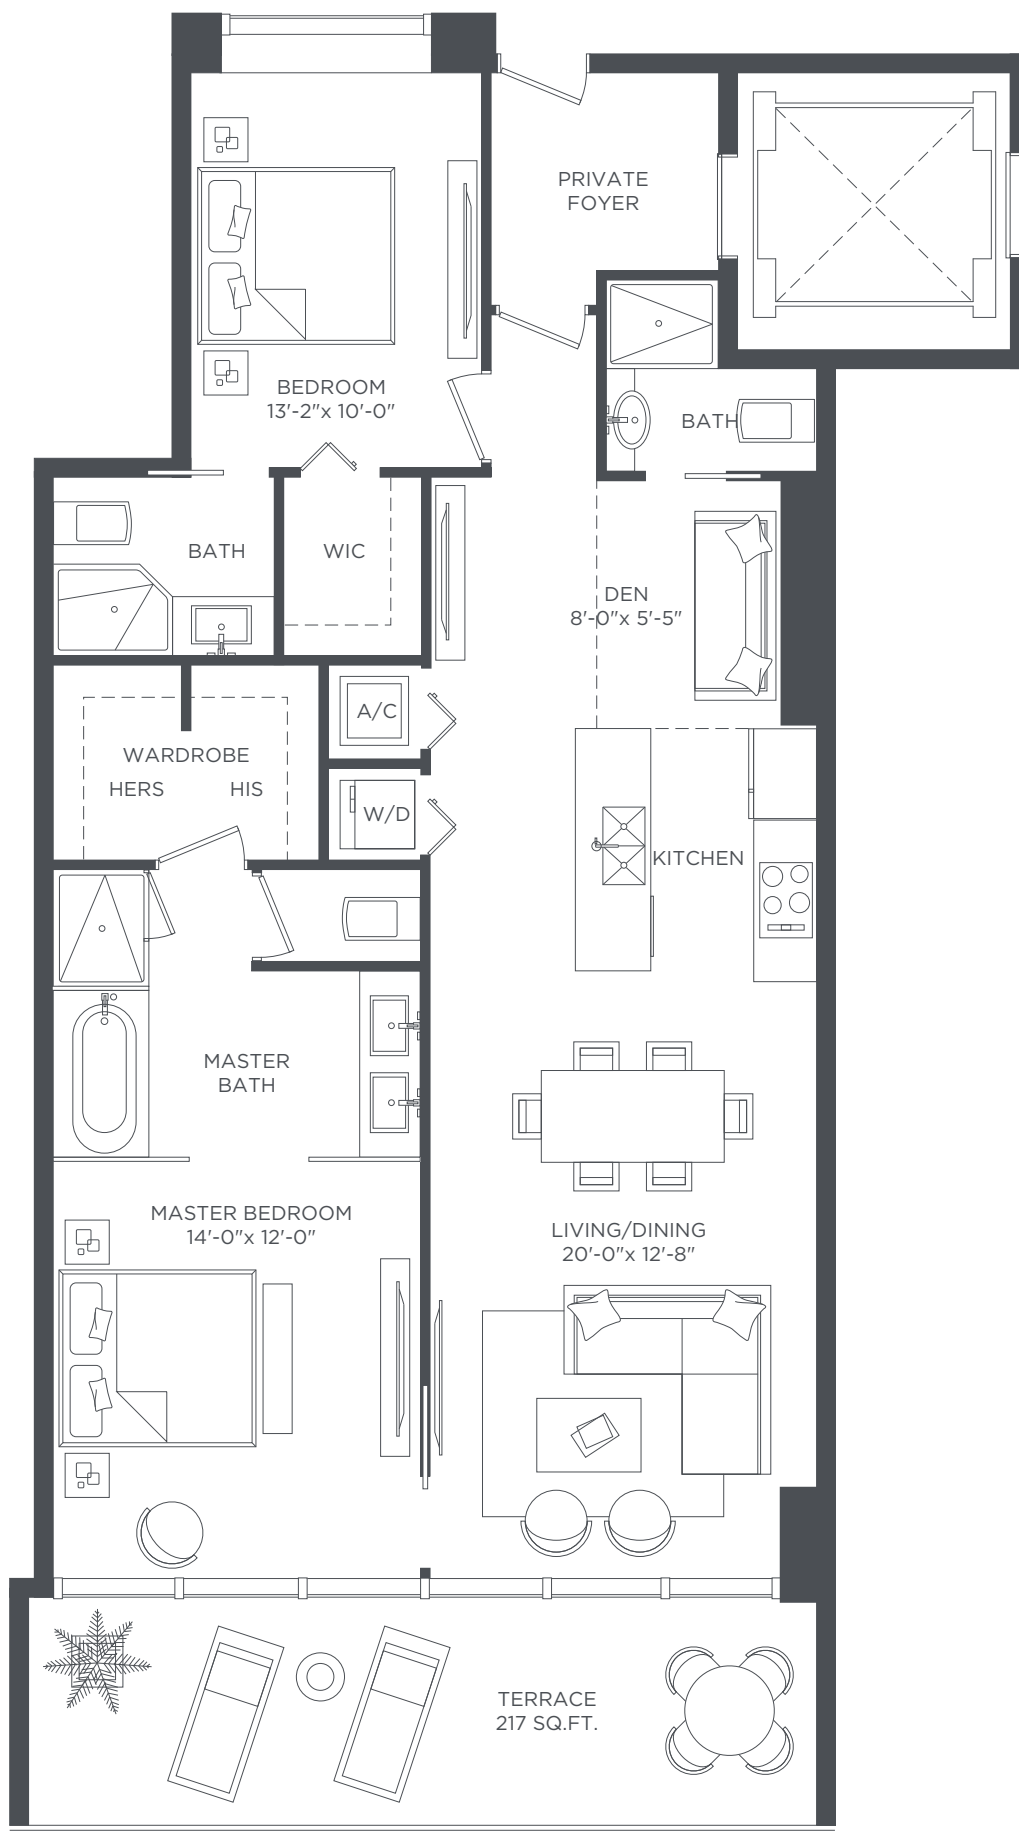 PRIVATE
FOYER
BEDROOM
13'-2"x 10'-0"
BATH
BATH
WIC
DEN
8'-0"x 5'-5"
A/C
WARDROBE
HERS HIS
W/D
KITCHEN
MASTER
BATH
MASTER BEDROOM
14'-0"x 12'-0"
LIVING/DINING
20'-0"x 12'-8"
TERRACE
217 SQ.FT.